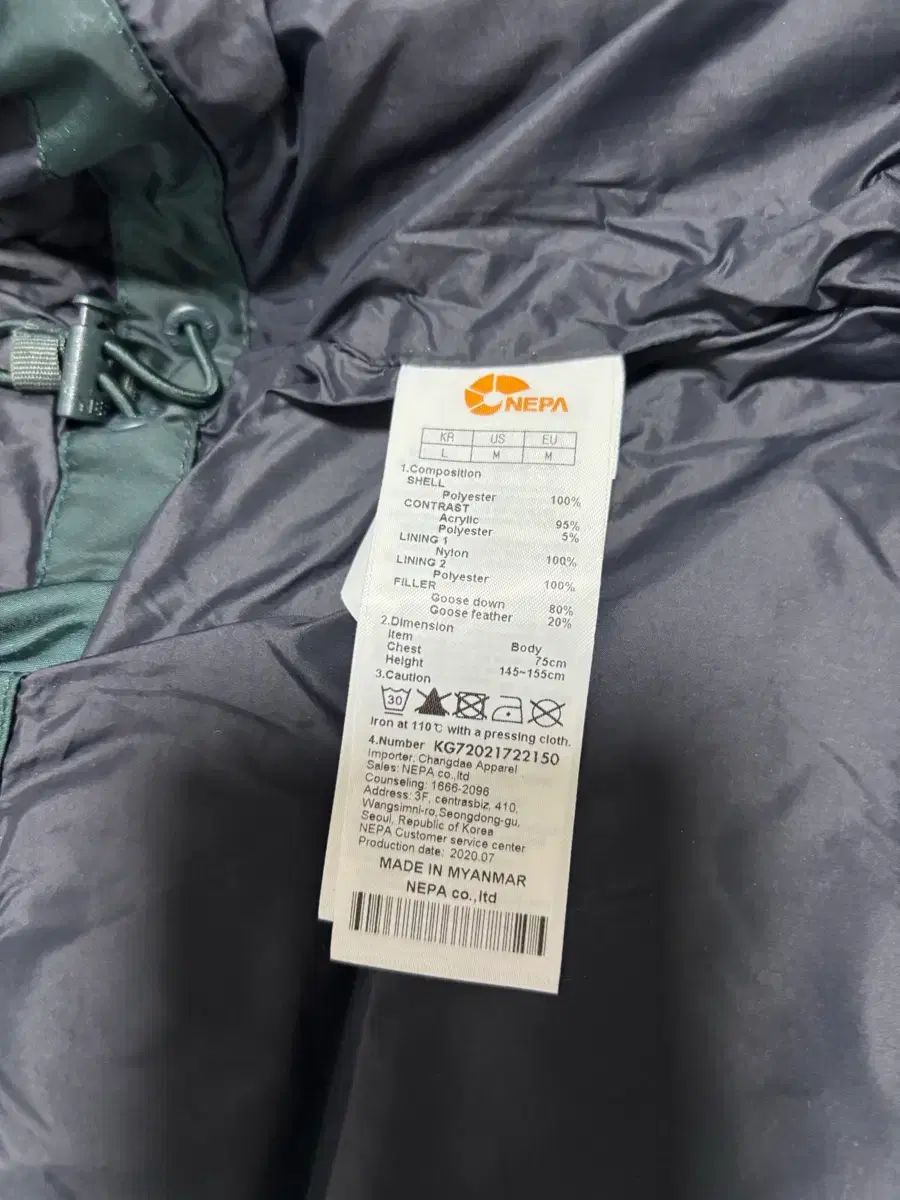 NEPA
KR US EU
L M M
1.Composition
SHELL
Polyester 100%
CONTRAST
Acrylic 95%
Polyester 5%
LINING 1
Nylon 100%
LINING 2
Polyester 100%
FILLER
Goose down 80%
Goose feather 20%
2.Dimension
Item Body
Chest 75cm
Height 145~155cm
3.Caution
30
Iron at 110℃ with a pressing cloth.
4.Number KG72021722150
Importer: Changdae Apparel
Sales: NEPA co.,ltd
Counseling: 1666-2096
Address: 3F, centrasbiz, 410,
Wangsimni-ro,Seongdong-gu,
Seoul, Republic of Korea
NEPA Customer service center
Production date: 2020.07
MADE IN MYANMAR
NEPA co.,ltd